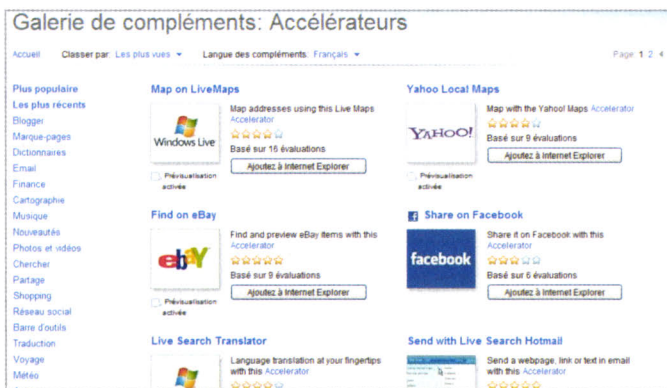 Galerie de compléments: Accélérateurs
Accueil Classer par: Les plus vues Langue des compléments: Français Page: 1 2 4
Plus populaire
Les plus récents
Blogger
Marque-pages
Dictionnaires
Email
Finance
Cartographie
Musique
Nouveautés
Photos et vidéos
Chercher
Partage
Shopping
Réseau social
Barre d'outils
Traduction
Voyage
Météo
Map on LiveMaps
Windows Live
Map addresses using this Live Maps
Accelerator
Basé sur 16 évaluations
Ajoutez à Internet Explorer
Prévisualisation
activée
Yahoo Local Maps
YAHOO!
Map with the Yahoo! Maps Accelerator
Basé sur 9 évaluations
Ajoutez à Internet Explorer
Prévisualisation
activée
Find on eBay
ebY
Find and preview eBay items with this
Accelerator
Basé sur 9 évaluations
Ajoutez à Internet Explorer
Prévisualisation
activée
Share on Facebook
facebook
Share it on Facebook with this
Accelerator
Basé sur 6 évaluations
Ajoutez à Internet Explorer
Live Search Translator
Language translation at your fingertips
with this Accelerator
Send with Live Search Hotmail
Send a webpage, link or text in email
with this Accelerator